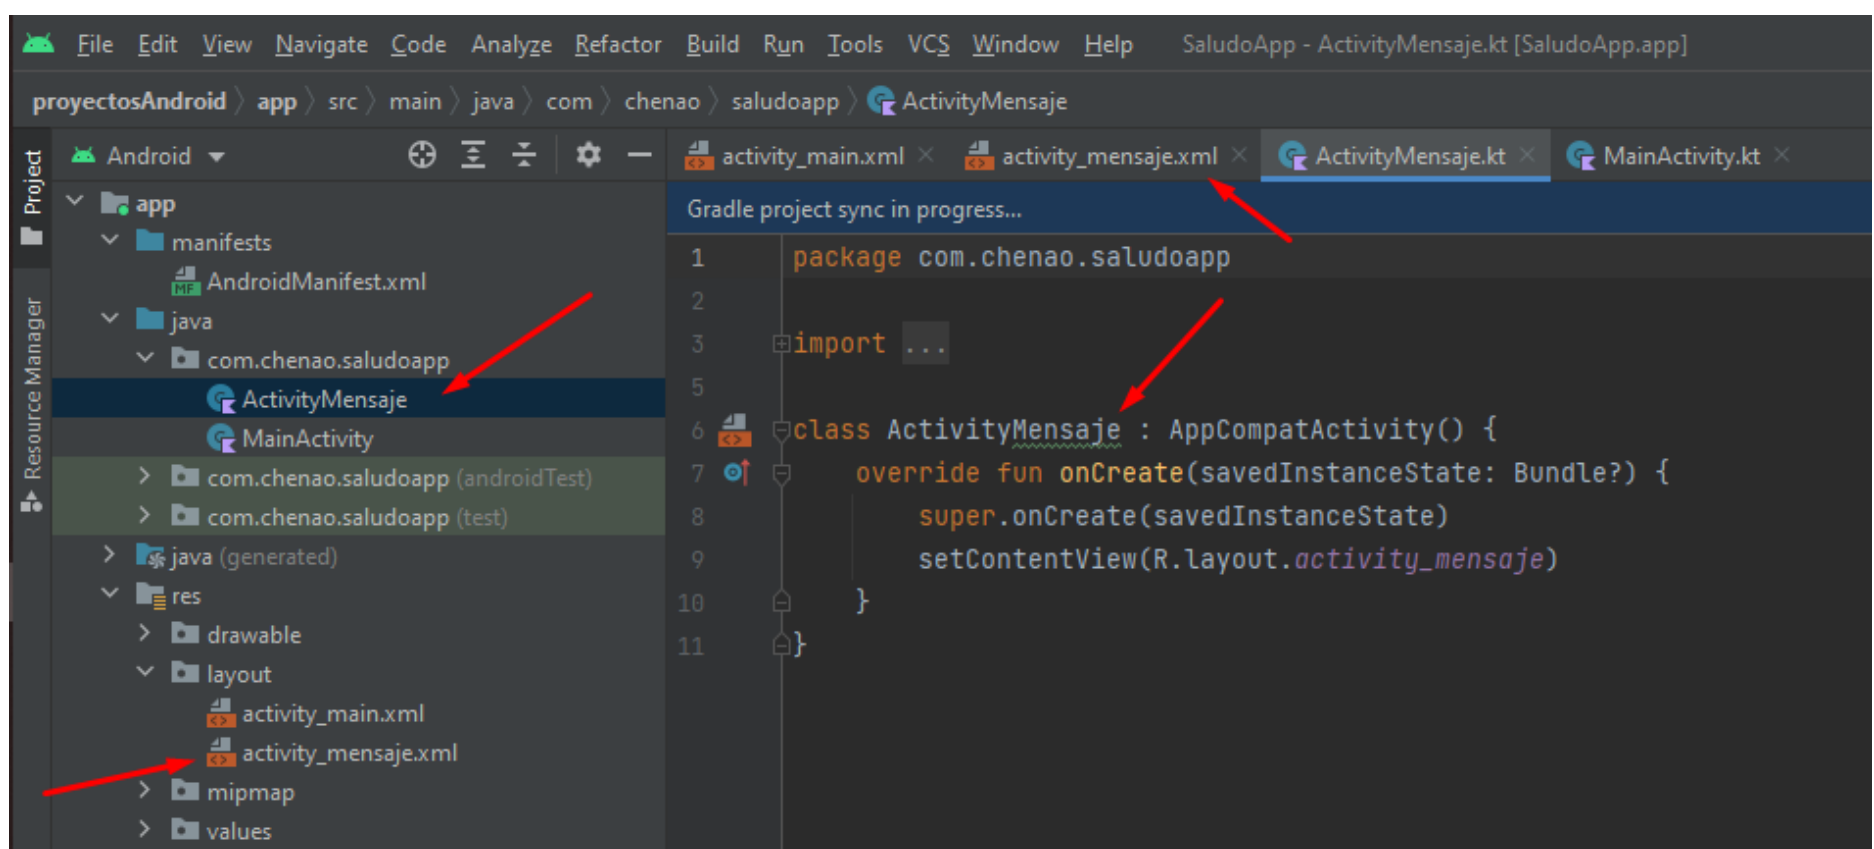 File Edit View Navigate Code Analyze Refactor Build Run Tools VCS Window Help SaludoApp - ActivityMensaje.kt [SaludoApp.app]
proyectosAndroid app src main java com chenao saludoapp ActivityMensaje
Project
Resource Manager
Android
app
manifests
MF AndroidManifest.xml
java
com.chenao.saludoapp
ActivityMensaje
MainActivity
com.chenao.saludoapp (androidTest)
com.chenao.saludoapp (test)
java (generated)
res
drawable
layout
activity_main.xml
activity_mensaje.xml
mipmap
values
activity_main.xml activity_mensaje.xml ActivityMensaje.kt MainActivity.kt
Gradle project sync in progress...
1 package com.chenao.saludoapp
2
3 import ...
5
6 class ActivityMensaje : AppCompatActivity() {
7 override fun onCreate(savedInstanceState: Bundle?) {
8 super.onCreate(savedInstanceState)
9 setContentView(R.layout.activity_mensaje)
10 }
11 }